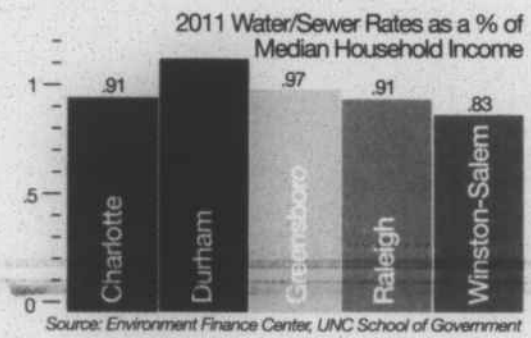 2011 Water/Sewer Rates as a % of
Median Household Income
1
.5
0
.91
.97
.91
.83
Charlotte
Durham
Greensboro
Raleigh
Winston-Salem
Source: Environment Finance Center, UNC School of Government